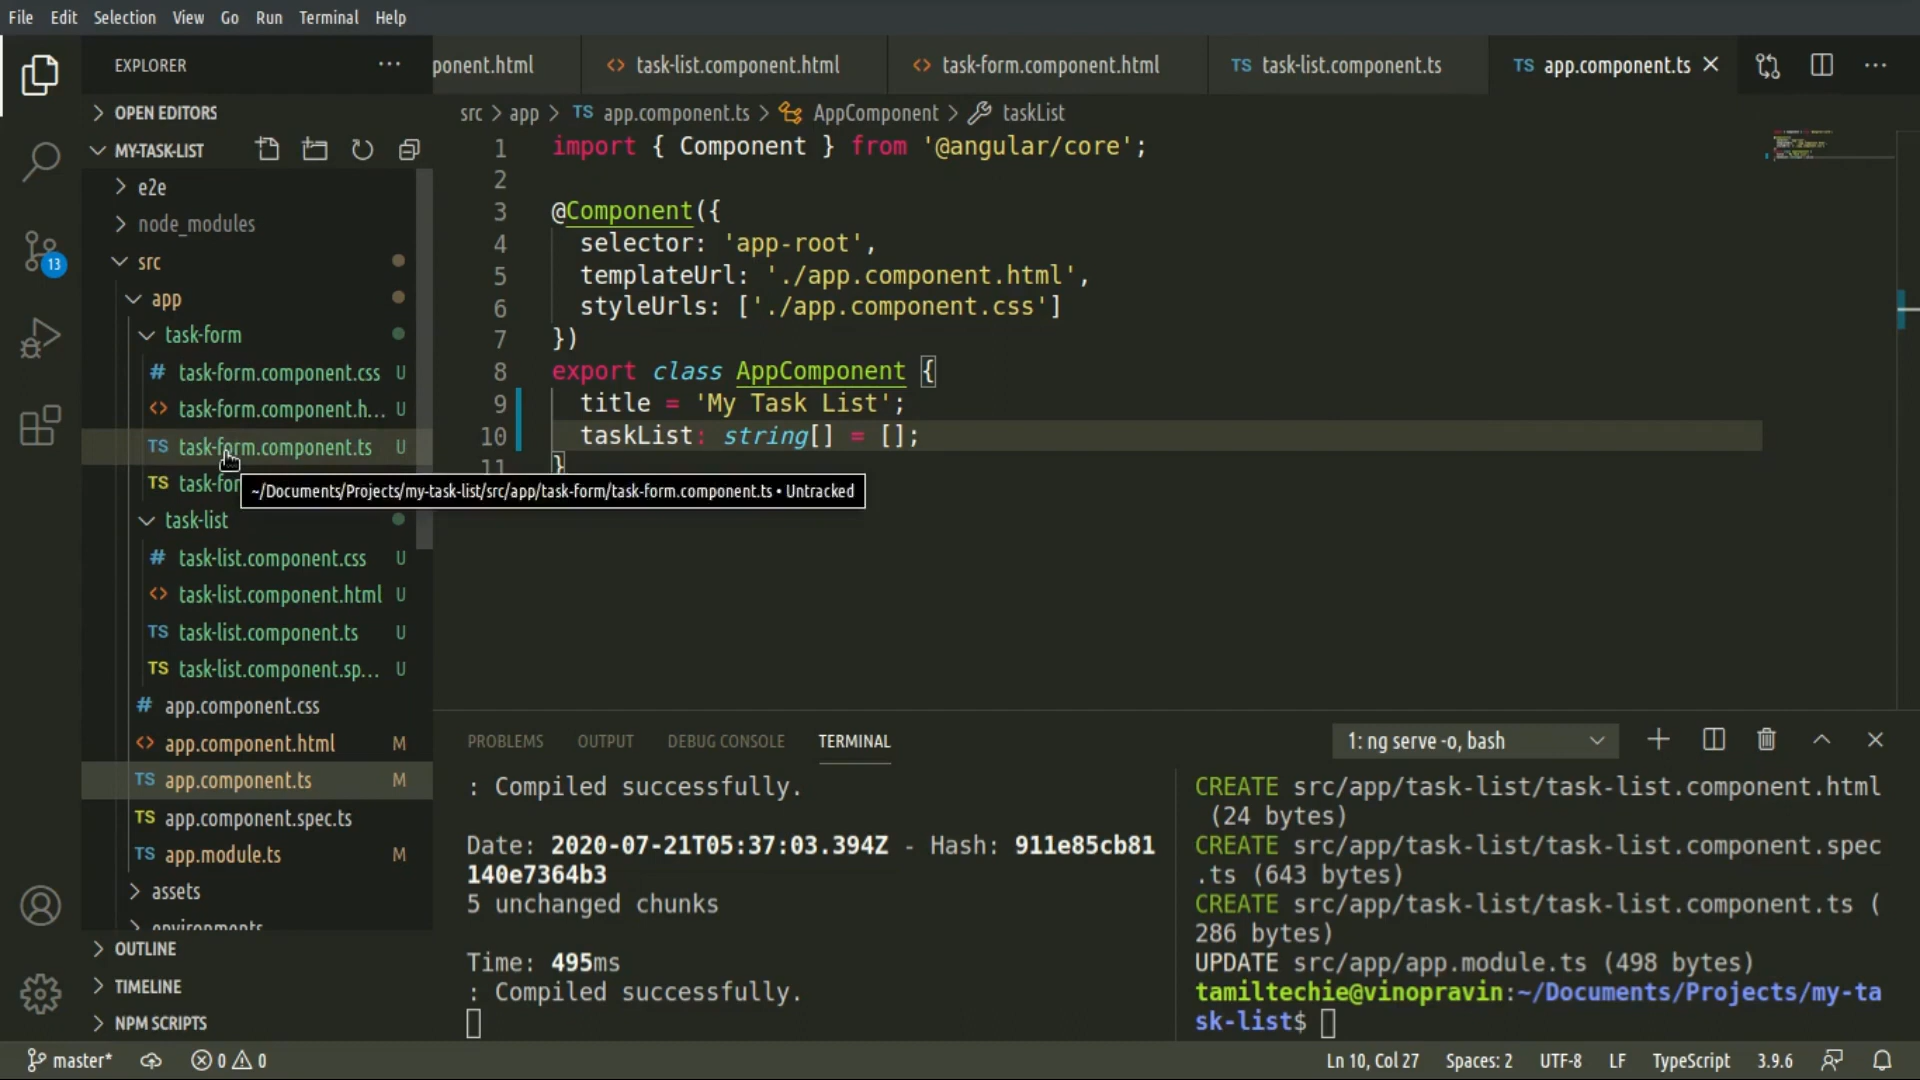 File Edit Selection View Go Run Terminal Help
EXPLORER ...
ponent.html
<> task-list.component.html
<> task-form.component.html
TS task-list.component.ts
TS app.component.ts
OPEN EDITORS
MY-TASK-LIST
e2e
node_modules
src
app
task-form
# task-form.component.css U
<> task-form.component.h... U
TS task-form.component.ts U
TS task-for
~/Documents/Projects/my-task-list/src/app/task-form/task-form.component.ts • Untracked
task-list
# task-list.component.css U
<> task-list.component.html U
TS task-list.component.ts U
TS task-list.component.sp... U
# app.component.css
<> app.component.html M
TS app.component.ts M
TS app.component.spec.ts
TS app.module.ts M
assets
environments
OUTLINE
TIMELINE
NPM SCRIPTS
13
src > app > TS app.component.ts > AppComponent > taskList
1 import { Component } from '@angular/core';
2
3 @Component({
4 selector: 'app-root',
5 templateUrl: './app.component.html',
6 styleUrls: ['./app.component.css']
7 })
8 export class AppComponent {
9 title = 'My Task List';
10 taskList: string[] = [];
11 }
PROBLEMS OUTPUT DEBUG CONSOLE TERMINAL
1: ng serve -o, bash
: Compiled successfully.
Date: 2020-07-21T05:37:03.394Z - Hash: 911e85cb81
140e7364b3
5 unchanged chunks
Time: 495ms
: Compiled successfully.
CREATE src/app/task-list/task-list.component.html
(24 bytes)
CREATE src/app/task-list/task-list.component.spec
.ts (643 bytes)
CREATE src/app/task-list/task-list.component.ts (
286 bytes)
UPDATE src/app/app.module.ts (498 bytes)
tamiltechie@vinopravin:~/Documents/Projects/my-ta
sk-list$
master* 0 0
Ln 10, Col 27 Spaces: 2 UTF-8 LF TypeScript 3.9.6